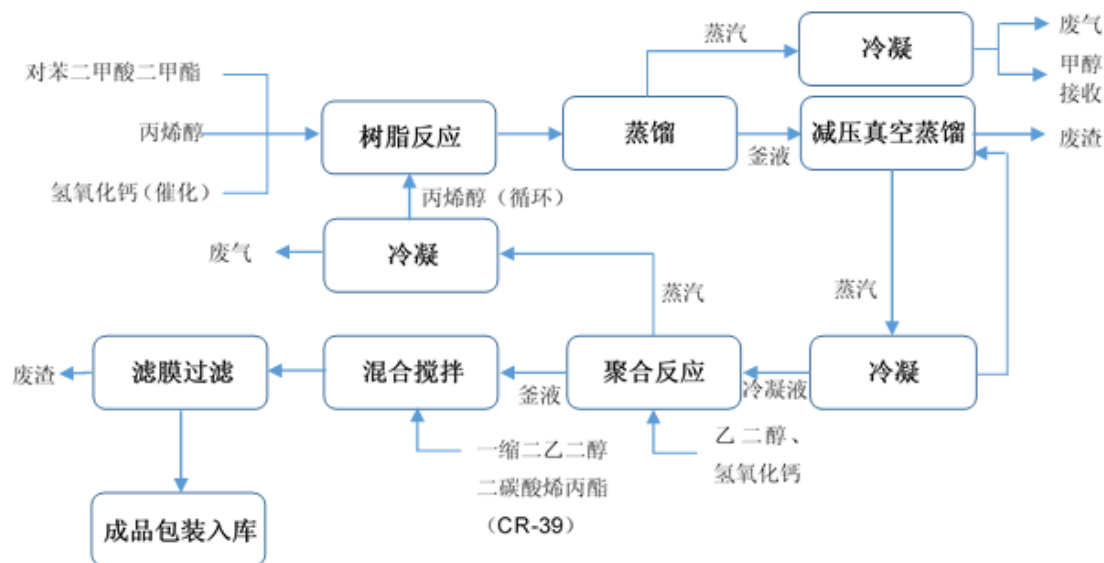 蒸汽
冷凝
废气
甲醇
接收
对苯二甲酸二甲酯
丙烯醇
氢氧化钙（催化）
树脂反应
蒸馏
釜液
减压真空蒸馏
废渣
丙烯醇（循环）
废气
冷凝
蒸汽
蒸汽
废渣
滤膜过滤
混合搅拌
釜液
聚合反应
冷凝液
冷凝
一缩二乙二醇
二碳酸烯丙酯
（CR-39）
乙二醇、
氢氧化钙
成品包装入库